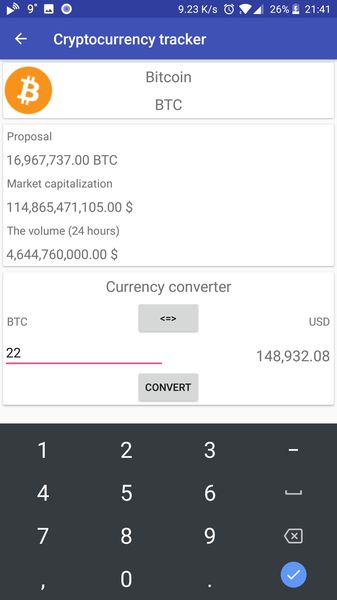 9° 9.23 K/s 26% 21:41
Cryptocurrency tracker
Bitcoin
BTC
Proposal
16,967,737.00 BTC
Market capitalization
114,865,471,105.00 $
The volume (24 hours)
4,644,760,000.00 $
Currency converter
BTC <=> USD
22 148,932.08
CONVERT
1 2 3 -
4 5 6
7 8 9
, 0 .